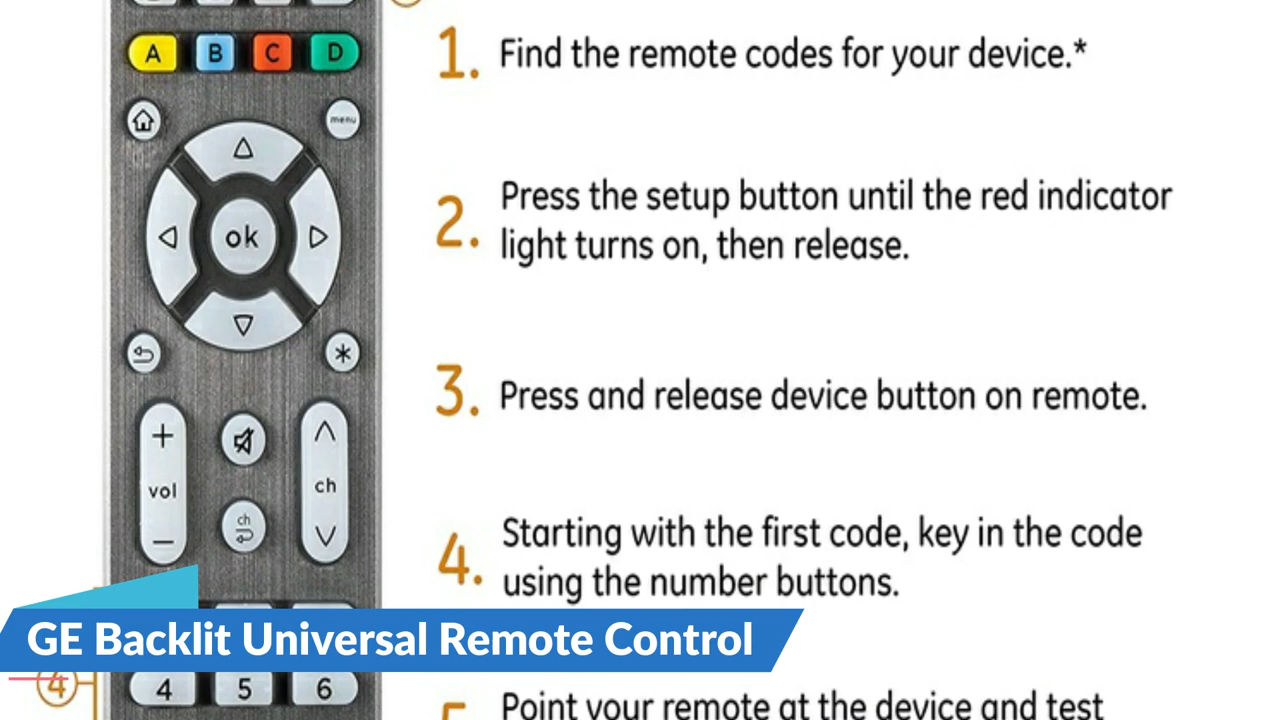 A B C D
menu
ok
vol
ch
ch
4 5 6
4
1. Find the remote codes for your device.*
2. Press the setup button until the red indicator
light turns on, then release.
3. Press and release device button on remote.
4. Starting with the first code, key in the code
using the number buttons.
5. Point your remote at the device and test
GE Backlit Universal Remote Control